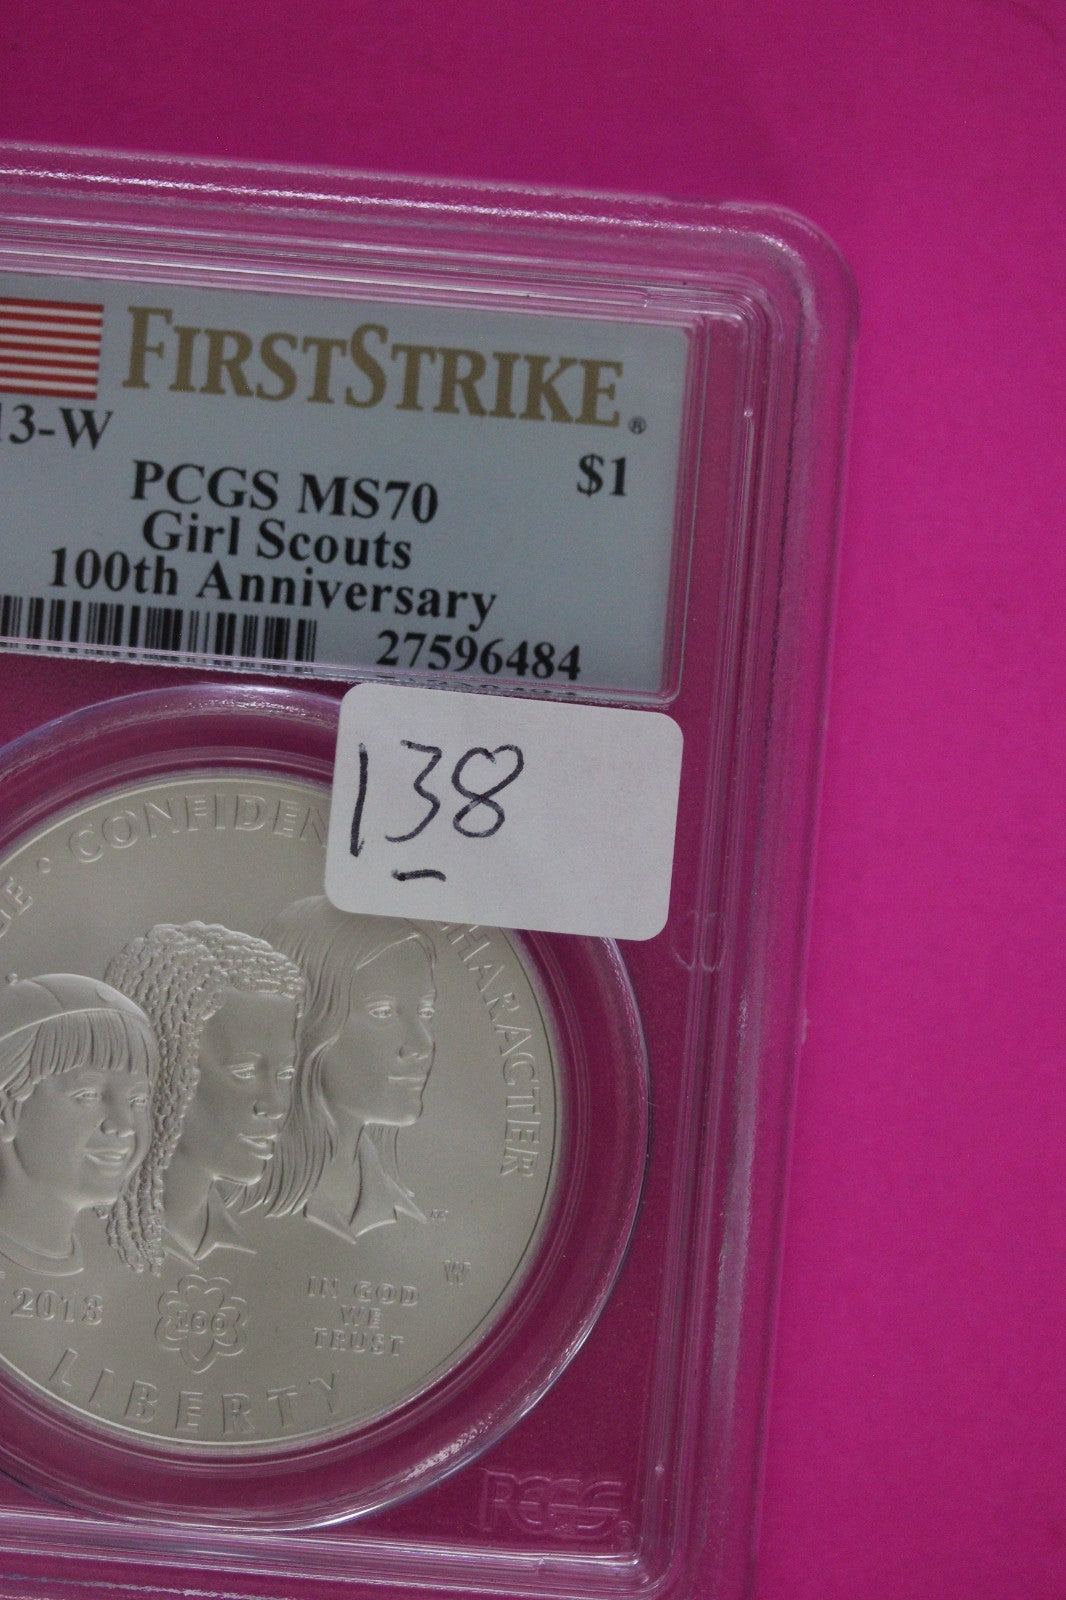 FIRSTSTRIKE®
13-W
$1
PCGS MS70
Girl Scouts
100th Anniversary
27596484
138
• CONFIDEN
CHARACTER
W
2013
100
IN GOD
WE
TRUST
LIBERTY
PCGS